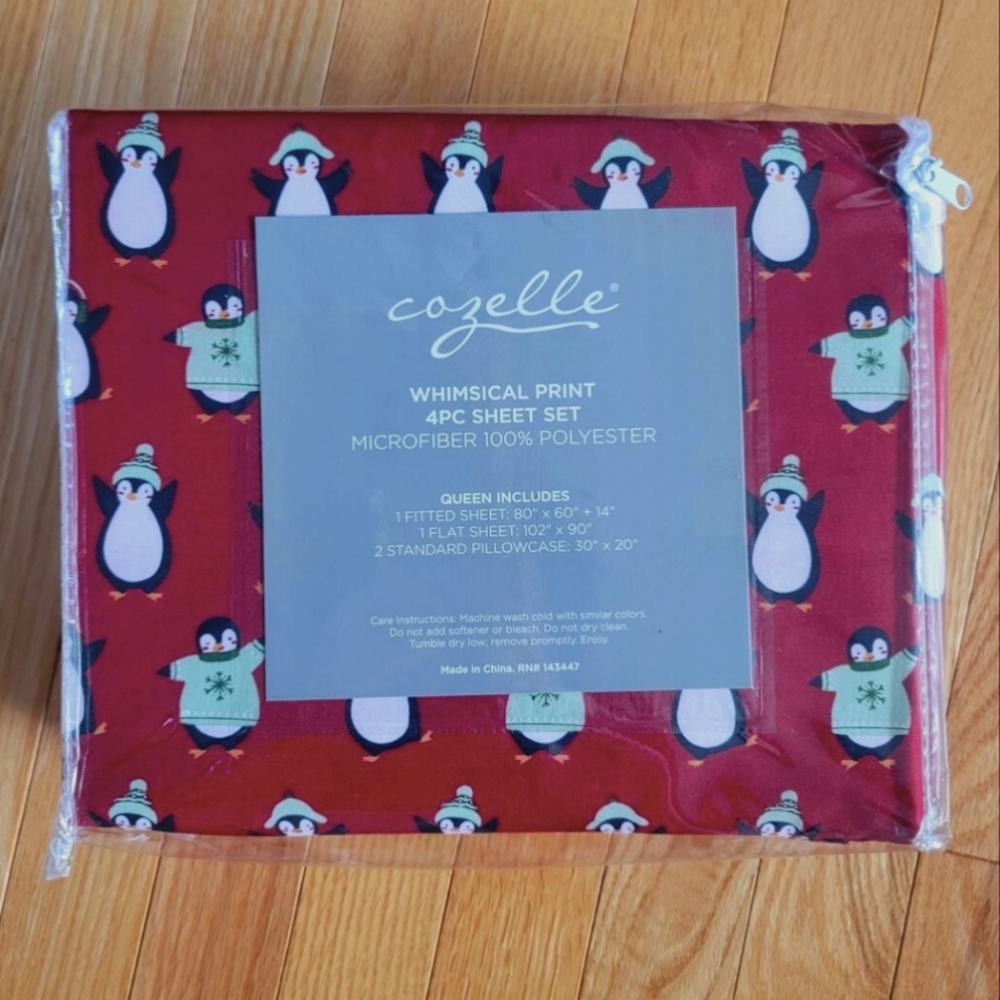 cozelle®
WHIMSICAL PRINT
4PC SHEET SET
MICROFIBER 100% POLYESTER
QUEEN INCLUDES
1 FITTED SHEET: 80" x 60" + 14"
1 FLAT SHEET: 102" x 90"
2 STANDARD PILLOWCASE: 30" x 20"
Care Instructions: Machine wash cold with similar colors.
Do not add softener or bleach. Do not dry clean.
Tumble dry low, remove promptly. Enjoy.
Made in China. RN# 143447